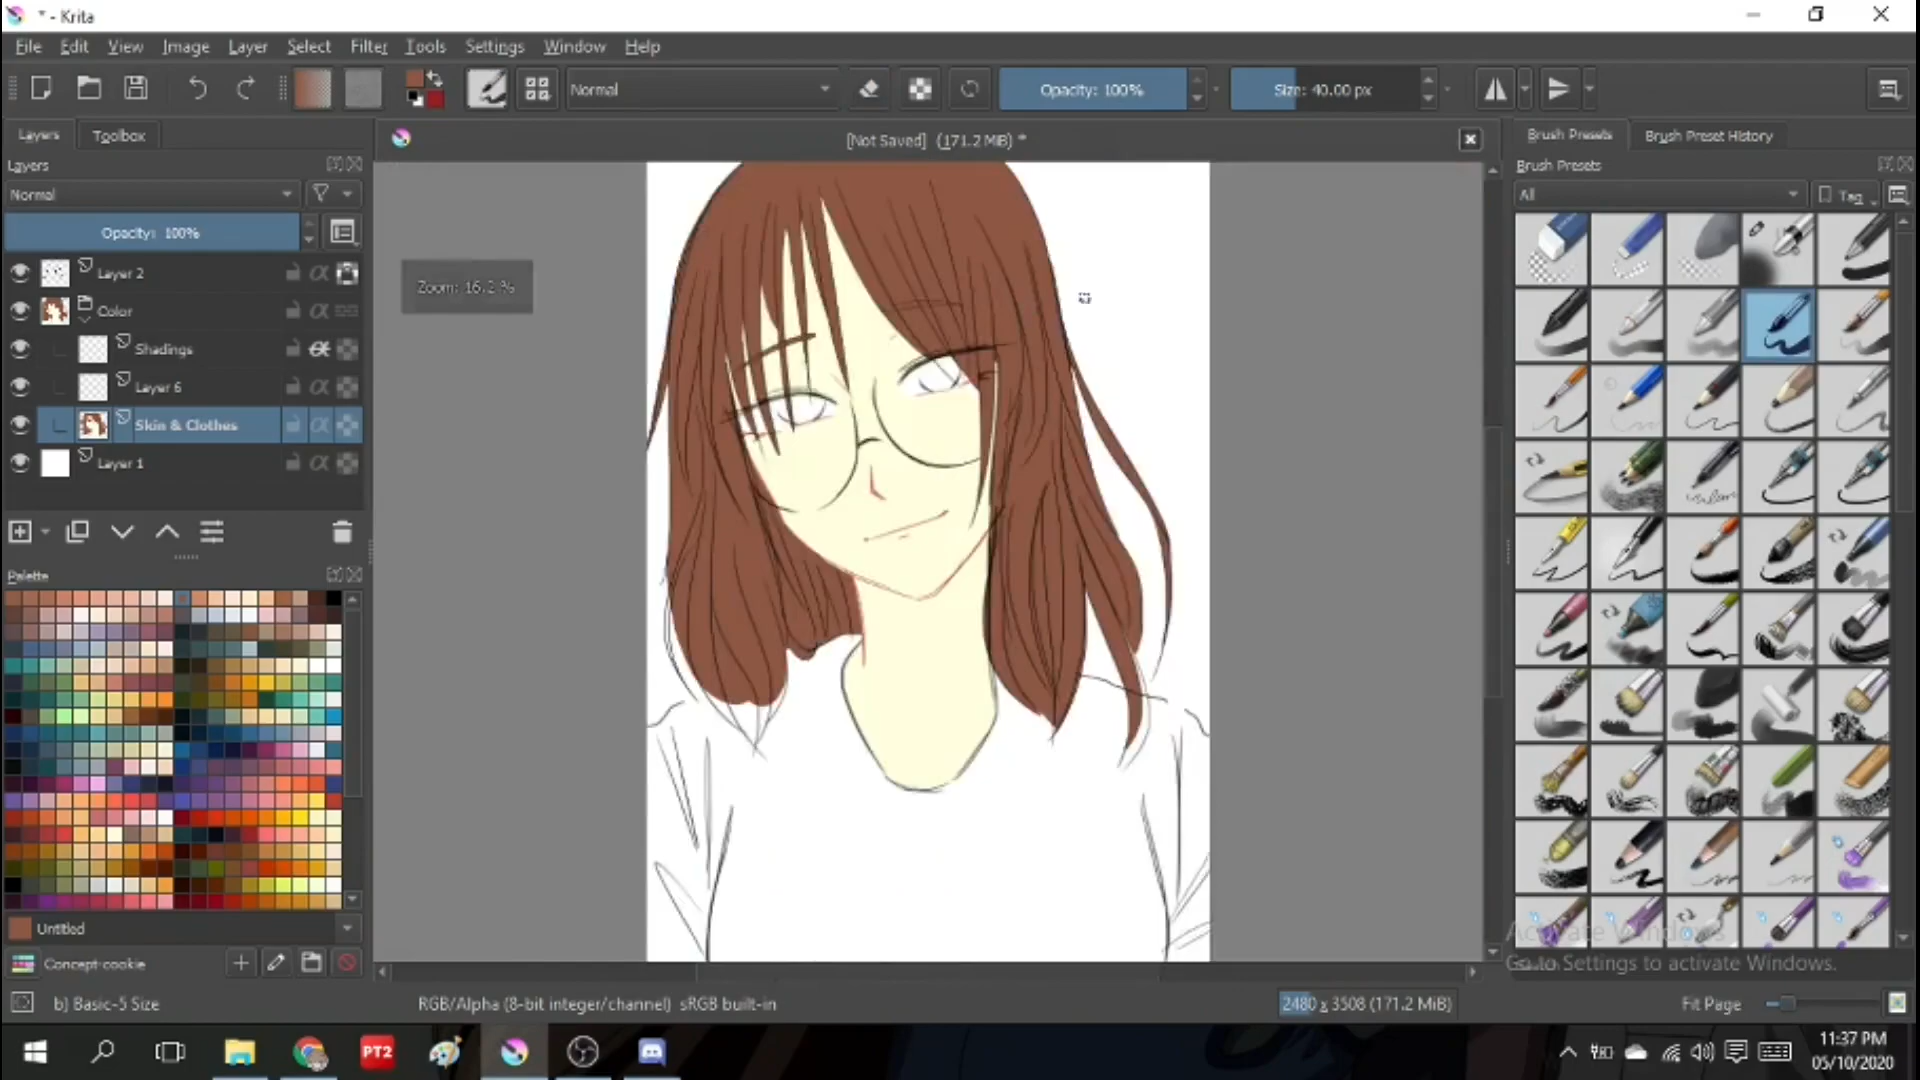 * - Krita
File Edit View Image Layer Select Filter Tools Settings Window Help
Normal
Opacity: 100%
Size: 40.00 px
Layers Toolbox
[Not Saved] (171.2 MiB) *
Brush Presets Brush Preset History
Layers
Brush Presets
Normal
All
Tag
Opacity: 100%
Layer 2
Zoom: 16.2 %
Color
Shadings
Layer 6
Skin & Clothes
Layer 1
Palette
Untitled
Activate Windows
Concept-cookie
Go to Settings to activate Windows.
b) Basic-5 Size
RGB/Alpha (8-bit integer/channel) sRGB built-in
2480 x 3508 (171.2 MiB)
Fit Page
PT2
11:37 PM
05/10/2020